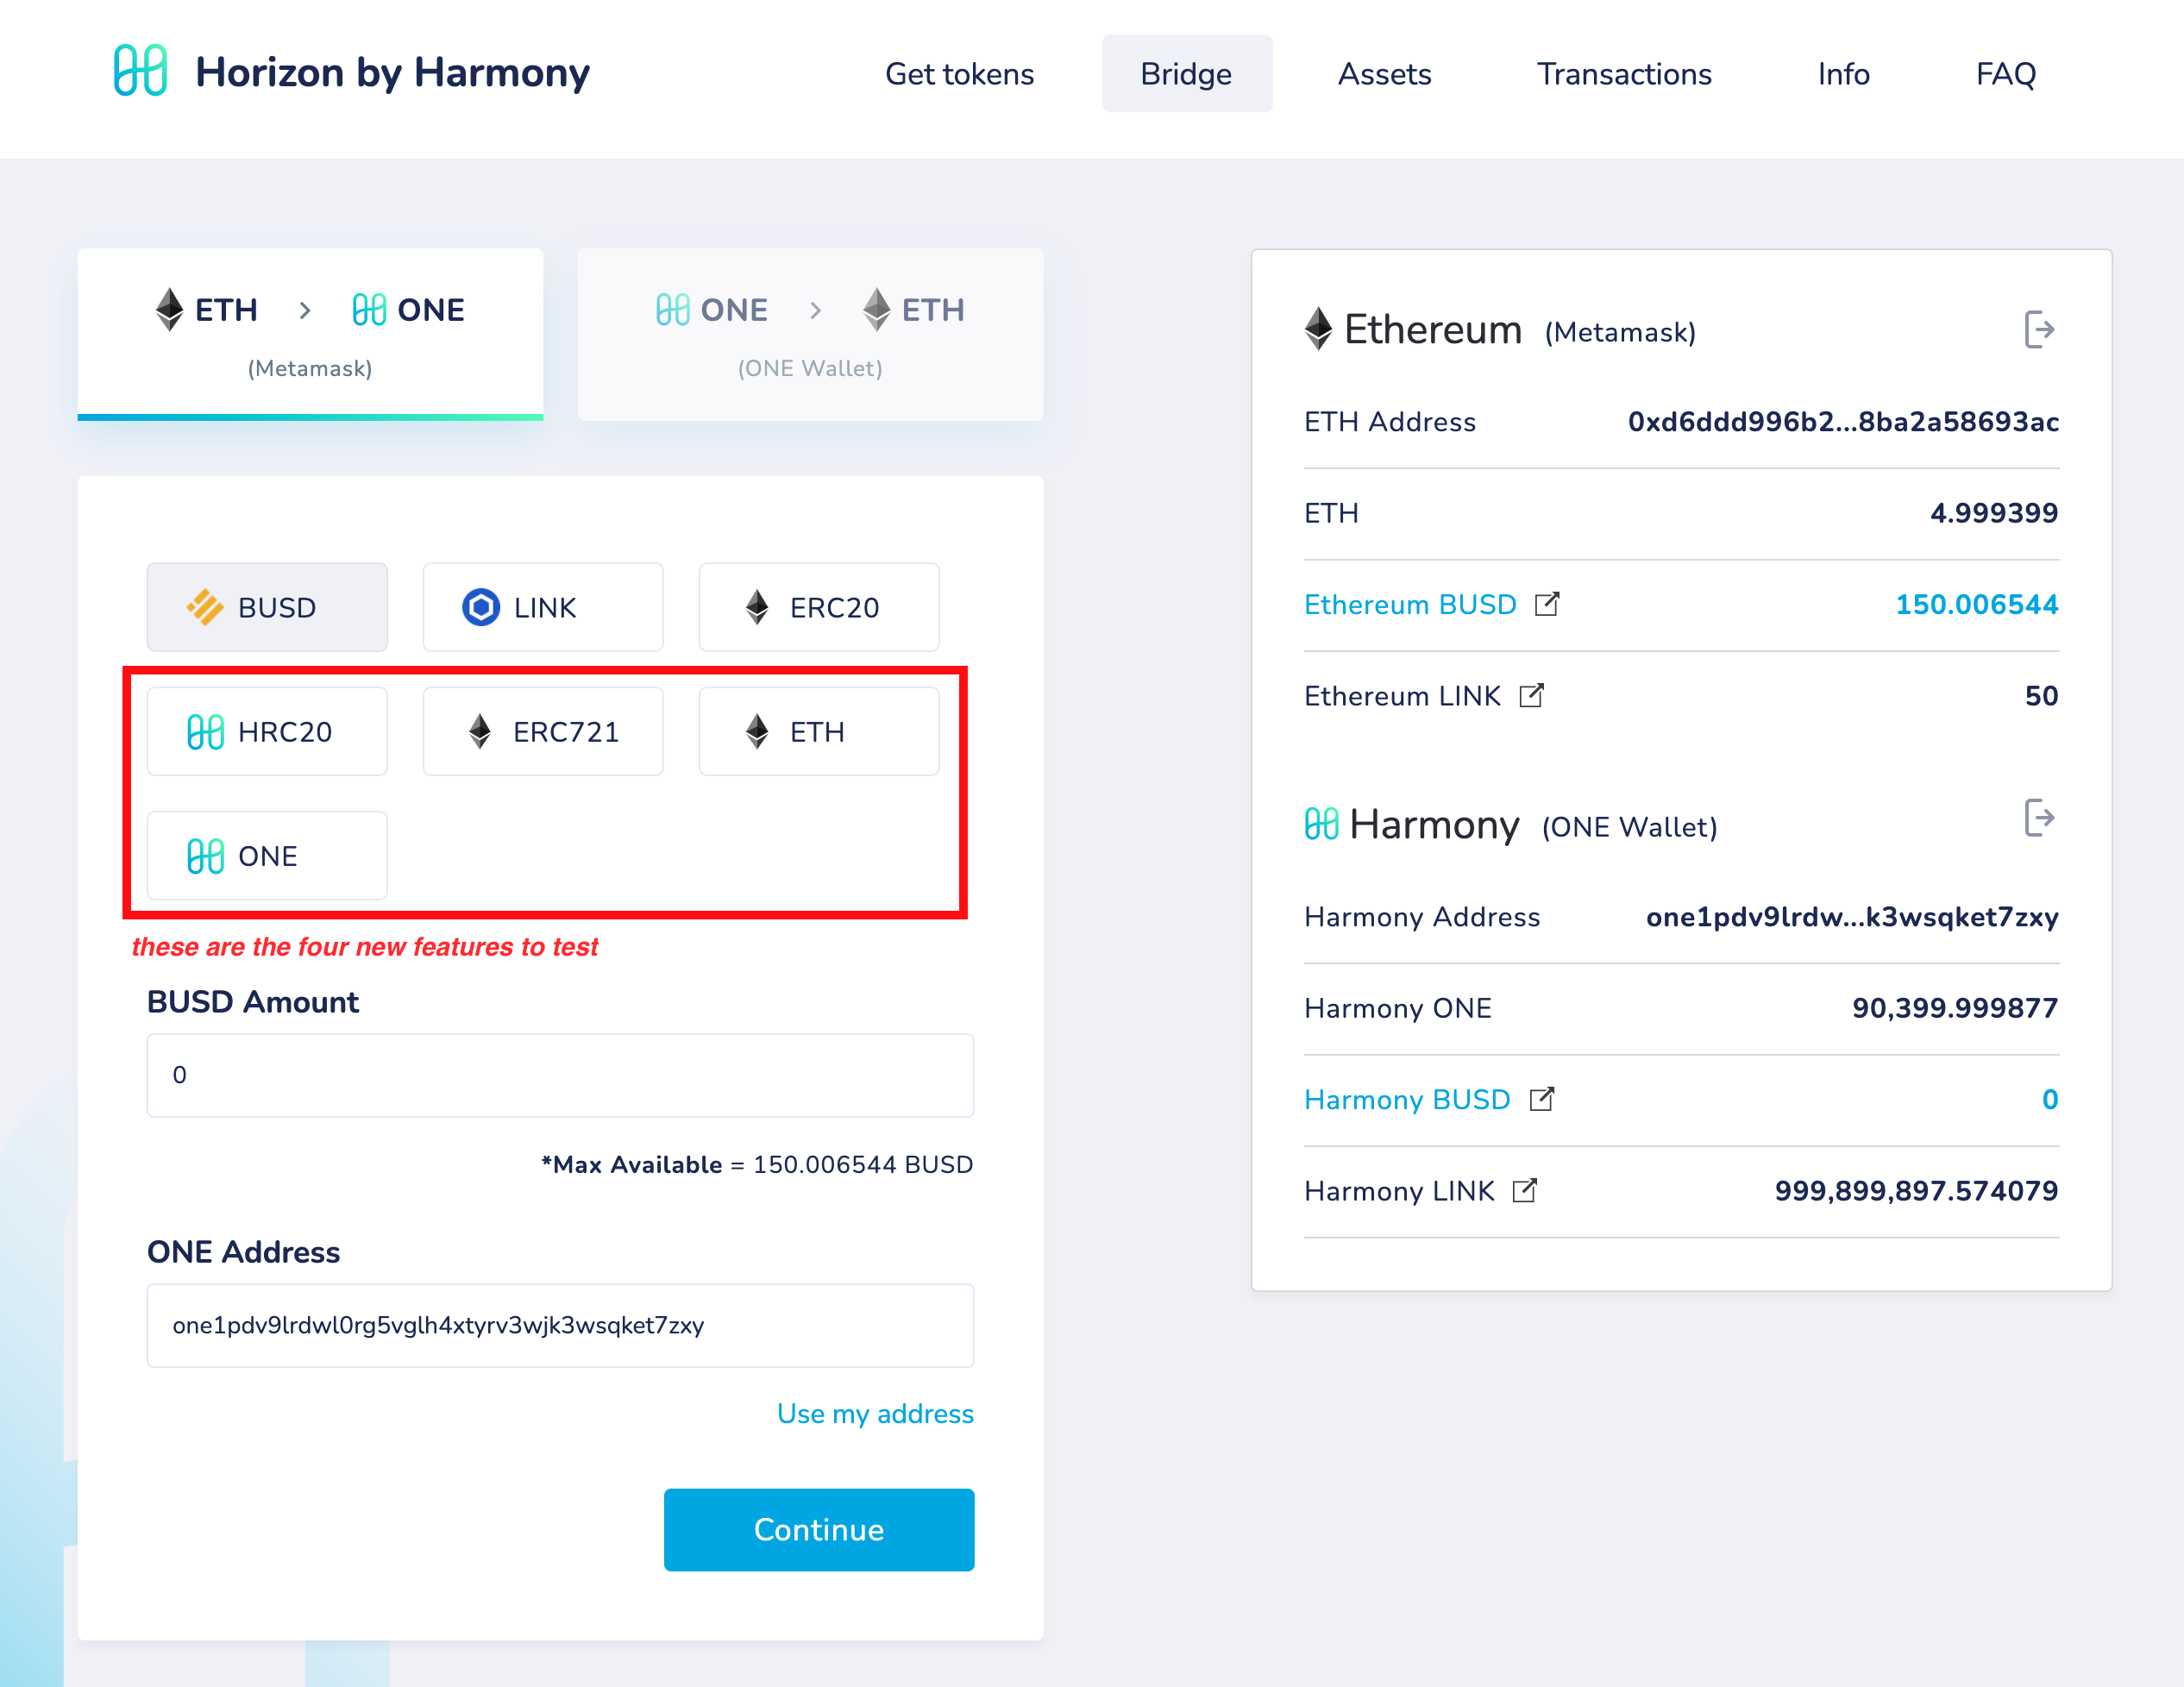 Horizon by Harmony
Get tokens
Bridge
Assets
Transactions
Info
FAQ
ETH > ONE
(Metamask)
ONE > ETH
(ONE Wallet)
BUSD
LINK
ERC20
HRC20
ERC721
ETH
ONE
these are the four new features to test
BUSD Amount
0
*Max Available = 150.006544 BUSD
ONE Address
one1pdv9lrdwl0rg5vglh4xtyrv3wjk3wsqket7zxy
Use my address
Continue
Ethereum (Metamask)
ETH Address 0xd6ddd996b2...8ba2a58693ac
ETH 4.999399
Ethereum BUSD 150.006544
Ethereum LINK 50
Harmony (ONE Wallet)
Harmony Address one1pdv9lrdw...k3wsqket7zxy
Harmony ONE 90,399.999877
Harmony BUSD 0
Harmony LINK 999,899,897.574079